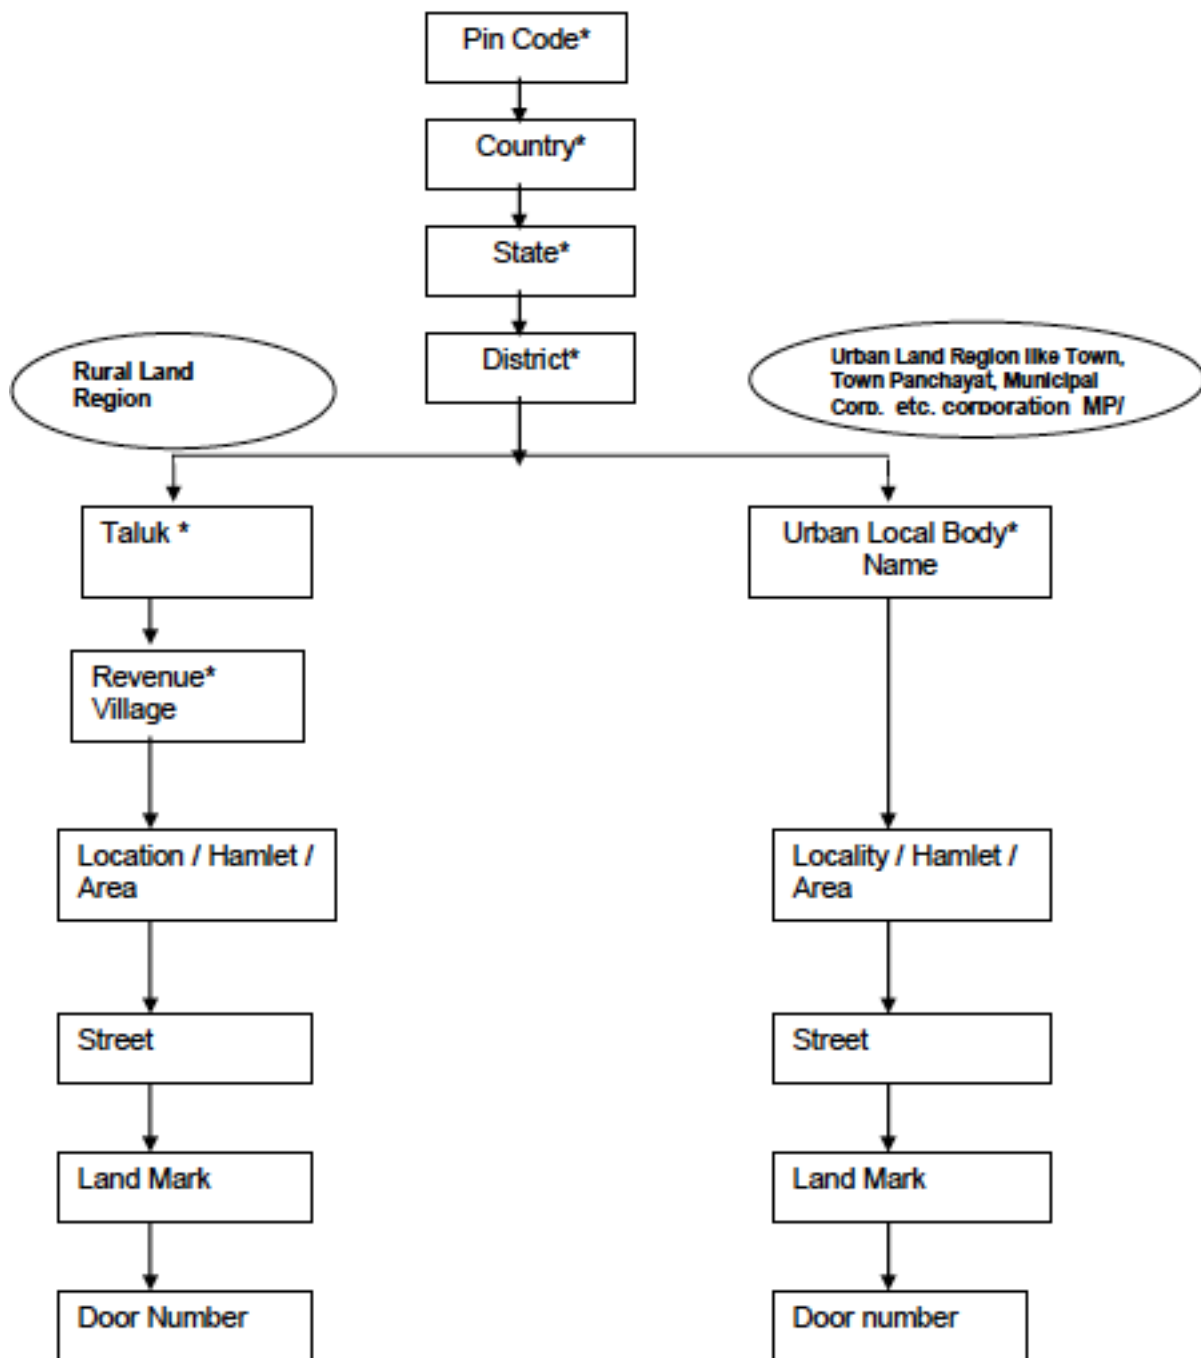 Pin Code*
Country*
State*
District*
Rural Land
Region
Urban Land Region like Town,
Town Panchayat, Municipal
Corp. etc. corporation MP/
Taluk *
Urban Local Body*
Name
Revenue*
Village
Location / Hamlet /
Area
Locality / Hamlet /
Area
Street
Street
Land Mark
Land Mark
Door Number
Door number